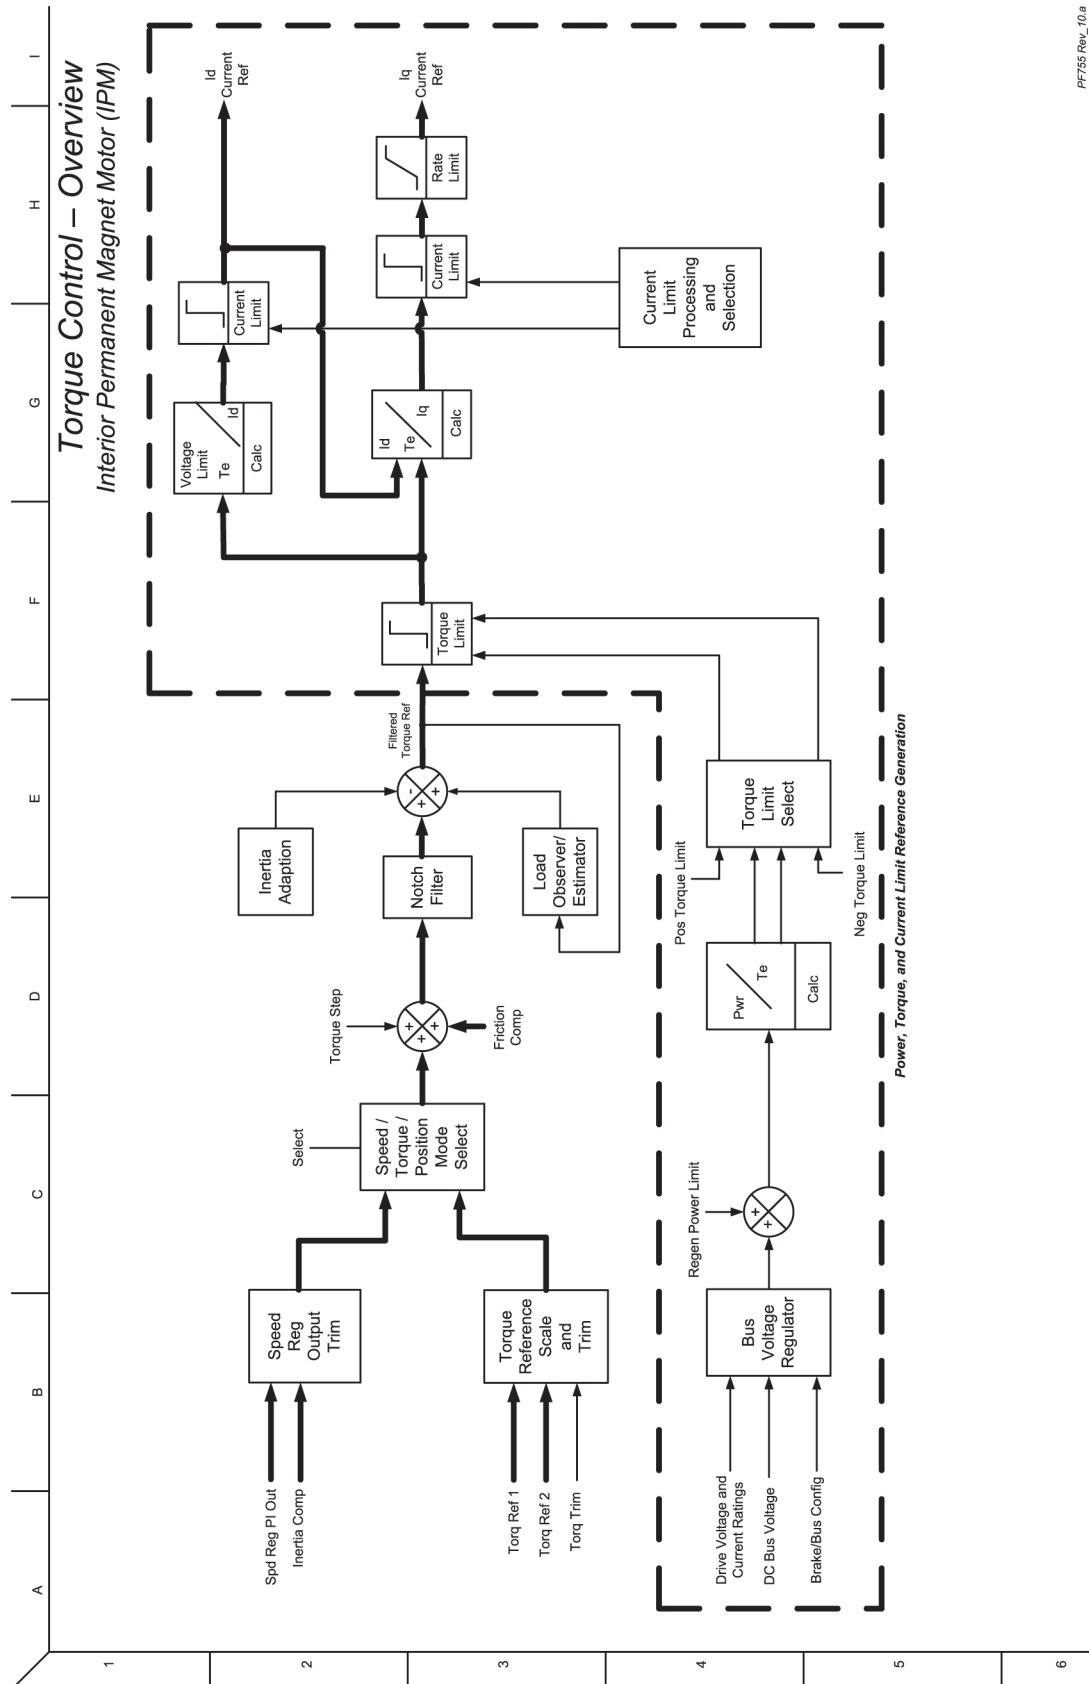 Torque Control – Overview
Interior Permanent Magnet Motor (IPM)
A
B
C
D
E
F
G
H
I
1
2
3
4
5
6
Spd Reg PI Out
Inertia Comp
Speed
Reg
Output
Trim
Torq Ref 1
Torq Ref 2
Torq Trim
Torque
Reference
Scale
and
Trim
Select
Speed /
Torque /
Position
Mode
Select
Torque Step
+
+
+
Friction
Comp
Notch
Filter
Inertia
Adaption
-
+
+
Load
Observer/
Estimator
Filtered
Torque Ref
Torque
Limit
Voltage
Limit
Te
Id
Calc
Current
Limit
Id
Current
Ref
Id
Te
Iq
Calc
Current
Limit
Rate
Limit
Iq
Current
Ref
Current Limit
Processing
and
Selection
Drive Voltage and
Current Ratings
DC Bus Voltage
Brake/Bus Config
Bus
Voltage
Regulator
Regen Power Limit
+
+
Pwr
Te
Calc
Pos Torque Limit
Neg Torque Limit
Torque
Limit
Select
Power, Torque, and Current Limit Reference Generation
PF755 Rev_10.a